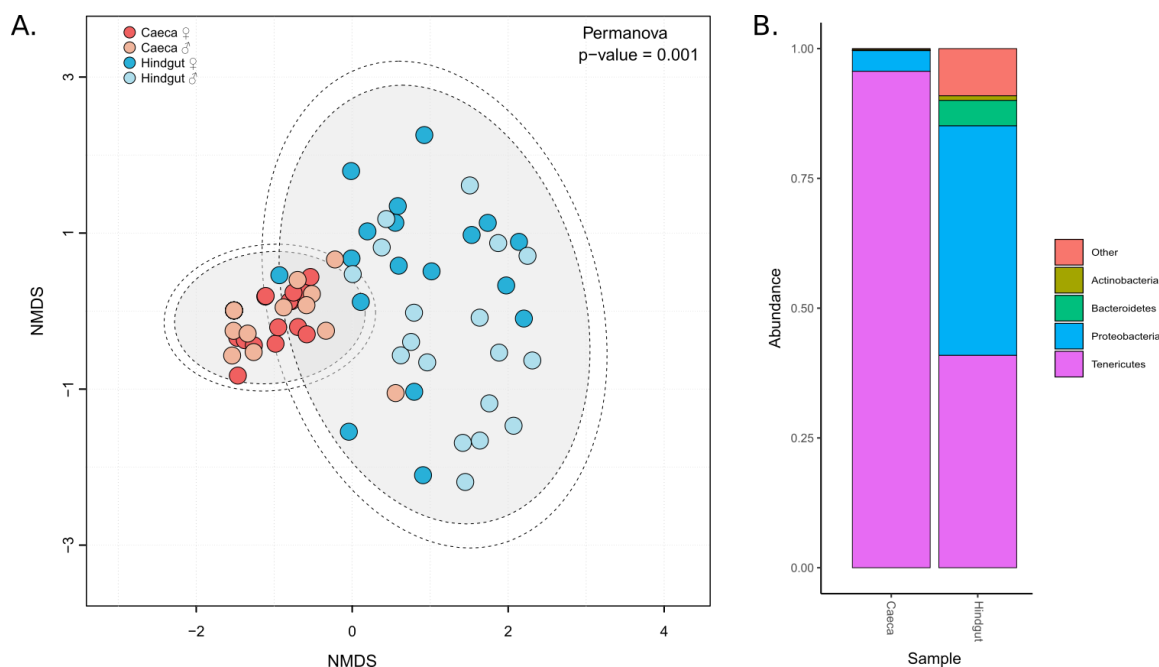 A.
Caeca ♀
Caeca ♂
Hindgut ♀
Hindgut ♂
Permanova
p−value = 0.001
3
1
−1
−3
NMDS
−2
0
2
4
NMDS
B.
1.00
0.75
0.50
0.25
0.00
Abundance
Caeca
Hindgut
Sample
Other
Actinobacteria
Bacteroidetes
Proteobacteria
Tenericutes